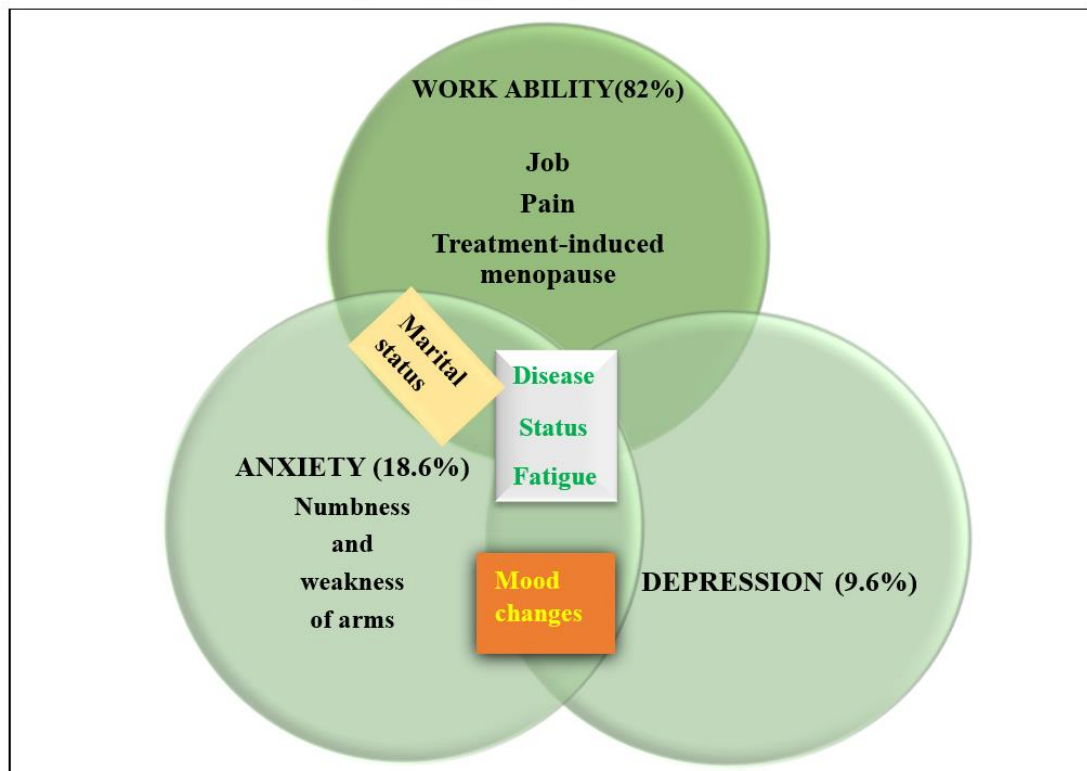 WORK ABILITY(82%)
Job
Pain
Treatment-induced
menopause
Marital
status
Disease
Status
Fatigue
ANXIETY (18.6%)
Numbness
and
weakness
of arms
Mood
changes
DEPRESSION (9.6%)